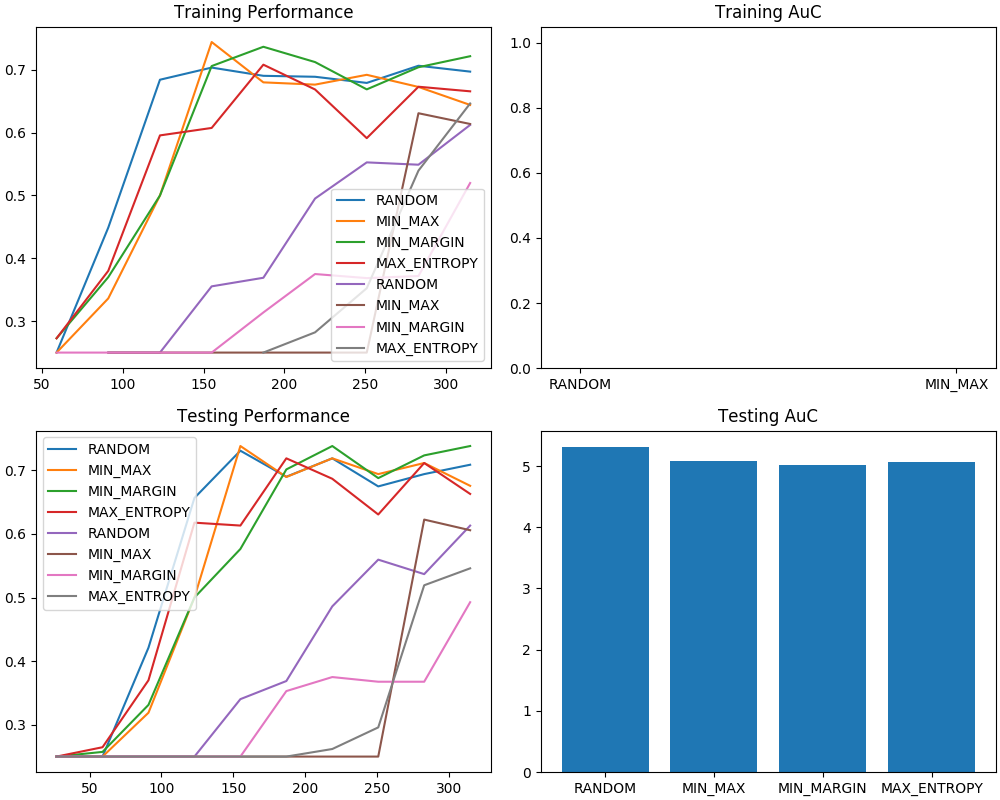 Training Performance
0.7
0.6
0.5
0.4
0.3
50 100 150 200 250 300
RANDOM
MIN_MAX
MIN_MARGIN
MAX_ENTROPY
RANDOM
MIN_MAX
MIN_MARGIN
MAX_ENTROPY
Training AuC
1.0
0.8
0.6
0.4
0.2
0.0
RANDOM MIN_MAX
Testing Performance
0.7
0.6
0.5
0.4
0.3
50 100 150 200 250 300
RANDOM
MIN_MAX
MIN_MARGIN
MAX_ENTROPY
RANDOM
MIN_MAX
MIN_MARGIN
MAX_ENTROPY
Testing AuC
5
4
3
2
1
0
RANDOM MIN_MAX MIN_MARGIN MAX_ENTROPY